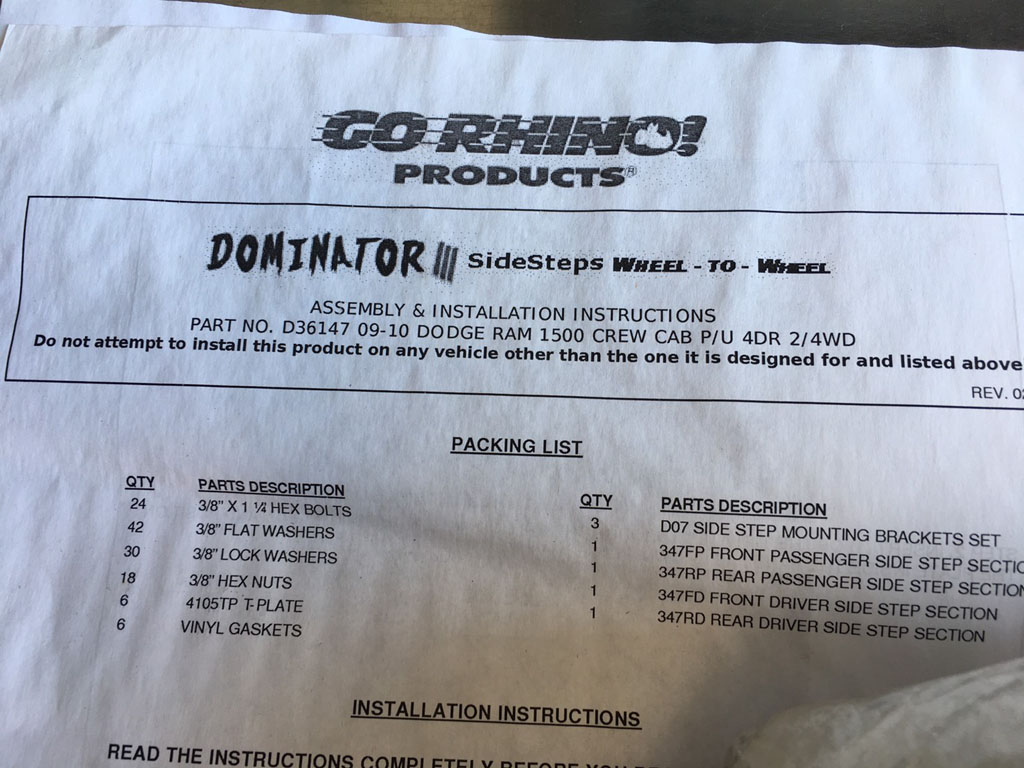 GO RHINO!
PRODUCTS®
DOMINATOR III SideSteps WHEEL - TO - WHEEL
ASSEMBLY & INSTALLATION INSTRUCTIONS
PART NO. D36147 09-10 DODGE RAM 1500 CREW CAB P/U 4DR 2/4WD
Do not attempt to install this product on any vehicle other than the one it is designed for and listed above
REV. 02
PACKING LIST
QTY PARTS DESCRIPTION
24 3/8" X 1 ¼ HEX BOLTS
42 3/8" FLAT WASHERS
30 3/8" LOCK WASHERS
18 3/8" HEX NUTS
6 4105TP T-PLATE
6 VINYL GASKETS
QTY PARTS DESCRIPTION
3 D07 SIDE STEP MOUNTING BRACKETS SET
1 347FP FRONT PASSENGER SIDE STEP SECTIO
1 347RP REAR PASSENGER SIDE STEP SECTION
1 347FD FRONT DRIVER SIDE STEP SECTION
1 347RD REAR DRIVER SIDE STEP SECTION
INSTALLATION INSTRUCTIONS
READ THE INSTRUCTIONS COMPLETELY BEFORE YOU